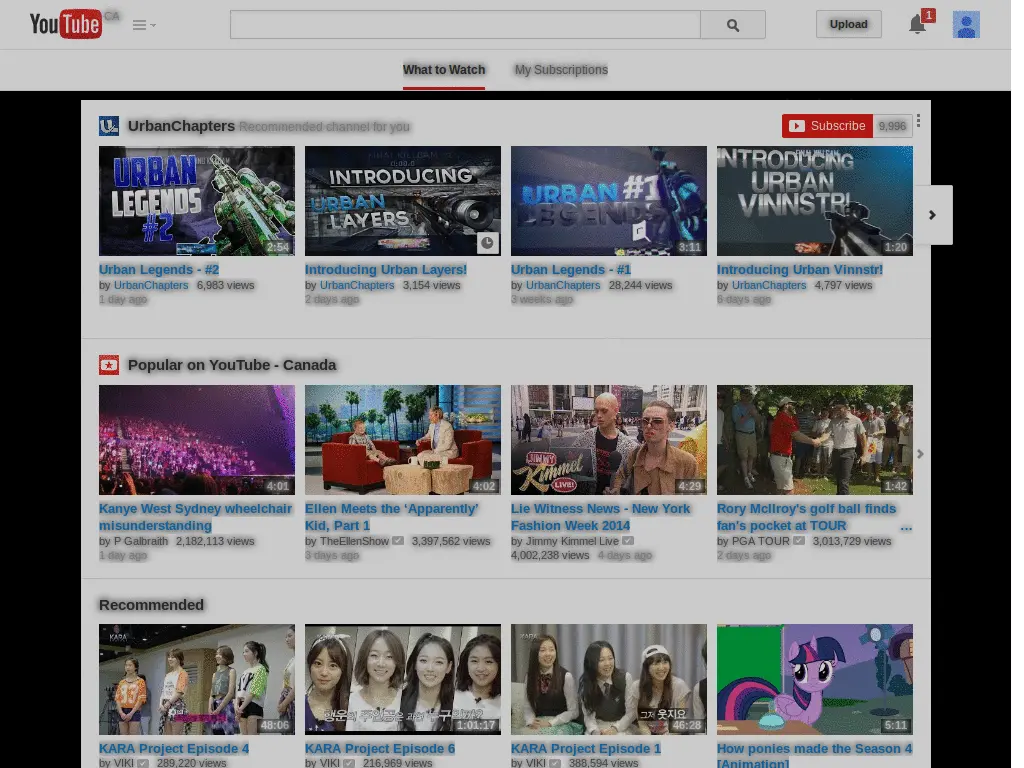 YouTube CA
Upload
1
What to Watch My Subscriptions
UrbanChapters Recommended channel for you
Subscribe 9,996
URBAN LEGENDS #2
2:54
INTRODUCING URBAN LAYERS
URBAN #1 LEGENDS
3:11
INTRODUCING URBAN VINNSTR!
1:20
Urban Legends - #2
by UrbanChapters 6,983 views
1 day ago
Introducing Urban Layers!
by UrbanChapters 3,154 views
2 days ago
Urban Legends - #1
by UrbanChapters 28,244 views
3 weeks ago
Introducing Urban Vinnstr!
by UrbanChapters 4,797 views
6 days ago
Popular on YouTube - Canada
4:01
4:02
JIMMY Kimmel LIVE!
4:29
1:42
Kanye West Sydney wheelchair
misunderstanding
by P Galbraith 2,182,113 views
1 day ago
Ellen Meets the ‘Apparently’
Kid, Part 1
by TheEllenShow 3,397,562 views
3 days ago
Lie Witness News - New York
Fashion Week 2014
by Jimmy Kimmel Live
4,002,238 views 4 days ago
Rory McIlroy's golf ball finds
fan's pocket at TOUR ...
by PGA TOUR 3,013,729 views
2 days ago
Recommended
KARA
48:06
1:01:17
KARA
그저 웃지요
46:28
5:11
KARA Project Episode 4
by VIKI 289,220 views
KARA Project Episode 6
by VIKI 216,969 views
KARA Project Episode 1
by VIKI 388,594 views
How ponies made the Season 4
[Animation]